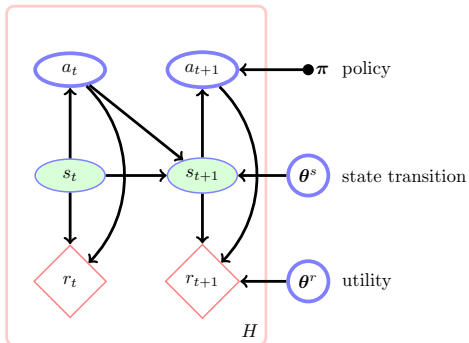 a_t a_{t+1} π policy
s_t s_{t+1} θ^s state transition
r_t r_{t+1} θ^r utility
H